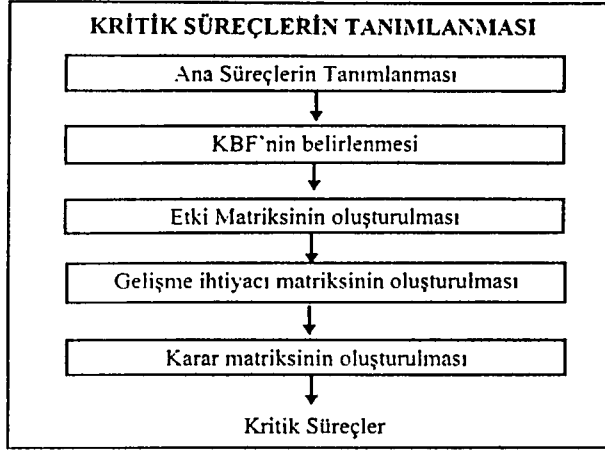 KRİTİK SÜREÇLERİN TANIMLANMASI
Ana Süreçlerin Tanımlanması
KBF'nin belirlenmesi
Etki Matriksinin oluşturulması
Gelişme ihtiyacı matriksinin oluşturulması
Karar matriksinin oluşturulması
Kritik Süreçler